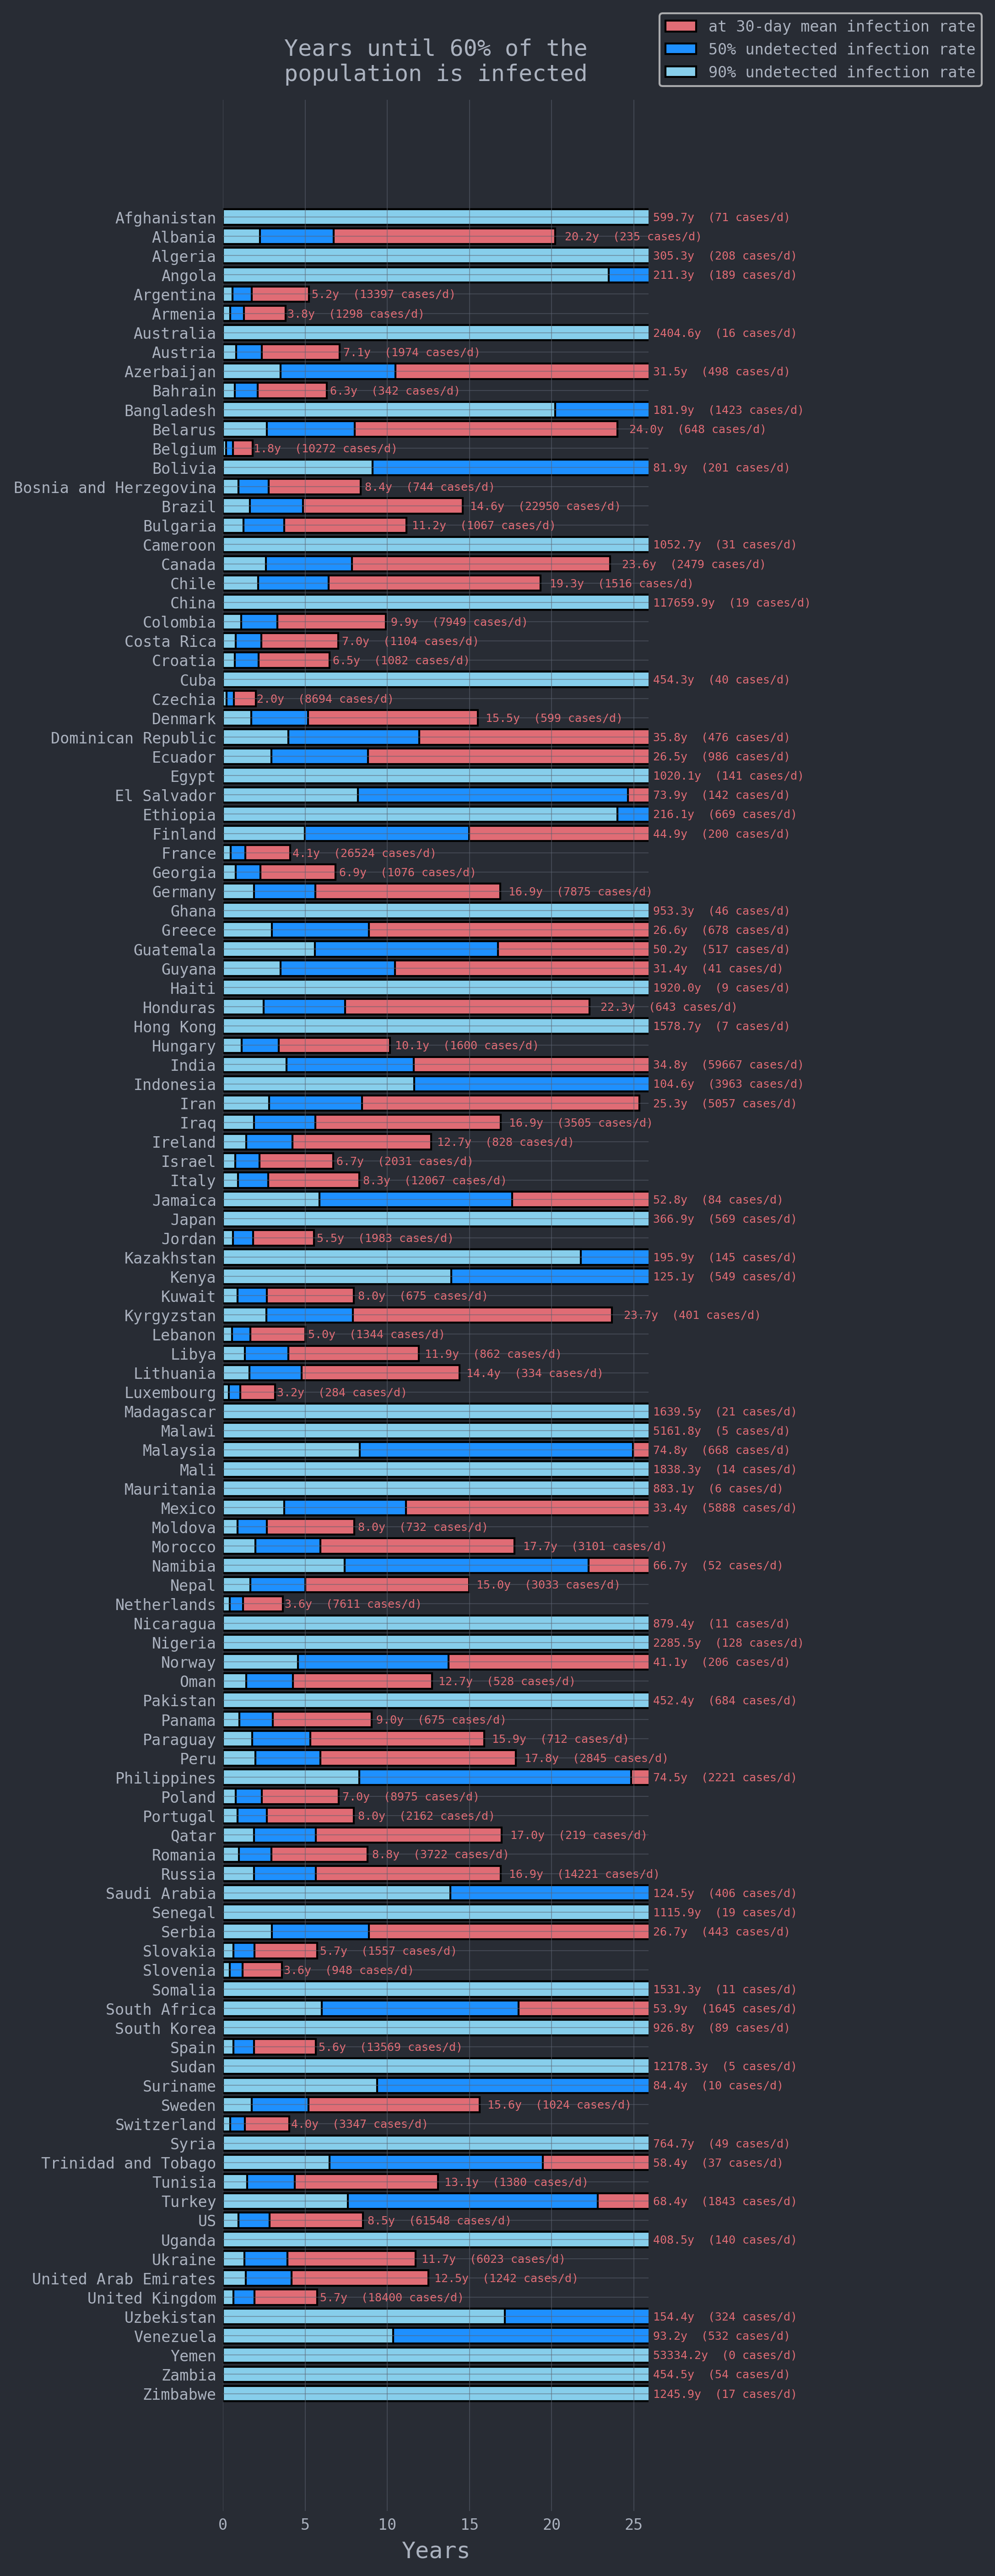 at 30-day mean infection rate
50% undetected infection rate
90% undetected infection rate
Years until 60% of the
population is infected
Afghanistan 599.7y (71 cases/d)
Albania 20.2y (235 cases/d)
Algeria 305.3y (208 cases/d)
Angola 211.3y (189 cases/d)
Argentina 5.2y (13397 cases/d)
Armenia 3.8y (1298 cases/d)
Australia 2404.6y (16 cases/d)
Austria 7.1y (1974 cases/d)
Azerbaijan 31.5y (498 cases/d)
Bahrain 6.3y (342 cases/d)
Bangladesh 181.9y (1423 cases/d)
Belarus 24.0y (648 cases/d)
Belgium 1.8y (10272 cases/d)
Bolivia 81.9y (201 cases/d)
Bosnia and Herzegovina 8.4y (744 cases/d)
Brazil 14.6y (22950 cases/d)
Bulgaria 11.2y (1067 cases/d)
Cameroon 1052.7y (31 cases/d)
Canada 23.6y (2479 cases/d)
Chile 19.3y (1516 cases/d)
China 117659.9y (19 cases/d)
Colombia 9.9y (7949 cases/d)
Costa Rica 7.0y (1104 cases/d)
Croatia 6.5y (1082 cases/d)
Cuba 454.3y (40 cases/d)
Czechia 2.0y (8694 cases/d)
Denmark 15.5y (599 cases/d)
Dominican Republic 35.8y (476 cases/d)
Ecuador 26.5y (986 cases/d)
Egypt 1020.1y (141 cases/d)
El Salvador 73.9y (142 cases/d)
Ethiopia 216.1y (669 cases/d)
Finland 44.9y (200 cases/d)
France 4.1y (26524 cases/d)
Georgia 6.9y (1076 cases/d)
Germany 16.9y (7875 cases/d)
Ghana 953.3y (46 cases/d)
Greece 26.6y (678 cases/d)
Guatemala 50.2y (517 cases/d)
Guyana 31.4y (41 cases/d)
Haiti 1920.0y (9 cases/d)
Honduras 22.3y (643 cases/d)
Hong Kong 1578.7y (7 cases/d)
Hungary 10.1y (1600 cases/d)
India 34.8y (59667 cases/d)
Indonesia 104.6y (3963 cases/d)
Iran 25.3y (5057 cases/d)
Iraq 16.9y (3505 cases/d)
Ireland 12.7y (828 cases/d)
Israel 6.7y (2031 cases/d)
Italy 8.3y (12067 cases/d)
Jamaica 52.8y (84 cases/d)
Japan 366.9y (569 cases/d)
Jordan 5.5y (1983 cases/d)
Kazakhstan 195.9y (145 cases/d)
Kenya 125.1y (549 cases/d)
Kuwait 8.0y (675 cases/d)
Kyrgyzstan 23.7y (401 cases/d)
Lebanon 5.0y (1344 cases/d)
Libya 11.9y (862 cases/d)
Lithuania 14.4y (334 cases/d)
Luxembourg 3.2y (284 cases/d)
Madagascar 1639.5y (21 cases/d)
Malawi 5161.8y (5 cases/d)
Malaysia 74.8y (668 cases/d)
Mali 1838.3y (14 cases/d)
Mauritania 883.1y (6 cases/d)
Mexico 33.4y (5888 cases/d)
Moldova 8.0y (732 cases/d)
Morocco 17.7y (3101 cases/d)
Namibia 66.7y (52 cases/d)
Nepal 15.0y (3033 cases/d)
Netherlands 3.6y (7611 cases/d)
Nicaragua 879.4y (11 cases/d)
Nigeria 2285.5y (128 cases/d)
Norway 41.1y (206 cases/d)
Oman 12.7y (528 cases/d)
Pakistan 452.4y (684 cases/d)
Panama 9.0y (675 cases/d)
Paraguay 15.9y (712 cases/d)
Peru 17.8y (2845 cases/d)
Philippines 74.5y (2221 cases/d)
Poland 7.0y (8975 cases/d)
Portugal 8.0y (2162 cases/d)
Qatar 17.0y (219 cases/d)
Romania 8.8y (3722 cases/d)
Russia 16.9y (14221 cases/d)
Saudi Arabia 124.5y (406 cases/d)
Senegal 1115.9y (19 cases/d)
Serbia 26.7y (443 cases/d)
Slovakia 5.7y (1557 cases/d)
Slovenia 3.6y (948 cases/d)
Somalia 1531.3y (11 cases/d)
South Africa 53.9y (1645 cases/d)
South Korea 926.8y (89 cases/d)
Spain 5.6y (13569 cases/d)
Sudan 12178.3y (5 cases/d)
Suriname 84.4y (10 cases/d)
Sweden 15.6y (1024 cases/d)
Switzerland 4.0y (3347 cases/d)
Syria 764.7y (49 cases/d)
Trinidad and Tobago 58.4y (37 cases/d)
Tunisia 13.1y (1380 cases/d)
Turkey 68.4y (1843 cases/d)
US 8.5y (61548 cases/d)
Uganda 408.5y (140 cases/d)
Ukraine 11.7y (6023 cases/d)
United Arab Emirates 12.5y (1242 cases/d)
United Kingdom 5.7y (18400 cases/d)
Uzbekistan 154.4y (324 cases/d)
Venezuela 93.2y (532 cases/d)
Yemen 53334.2y (0 cases/d)
Zambia 454.5y (54 cases/d)
Zimbabwe 1245.9y (17 cases/d)
0 5 10 15 20 25
Years